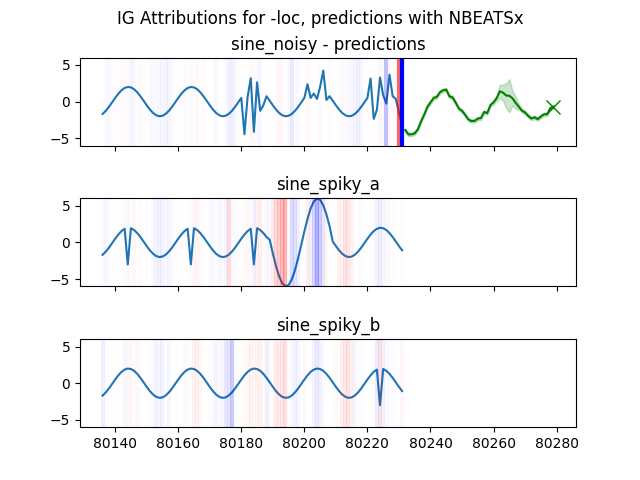 IG Attributions for -loc, predictions with NBEATSx
sine_noisy - predictions
5
0
−5
sine_spiky_a
5
0
−5
sine_spiky_b
5
0
−5
80140 80160 80180 80200 80220 80240 80260 80280